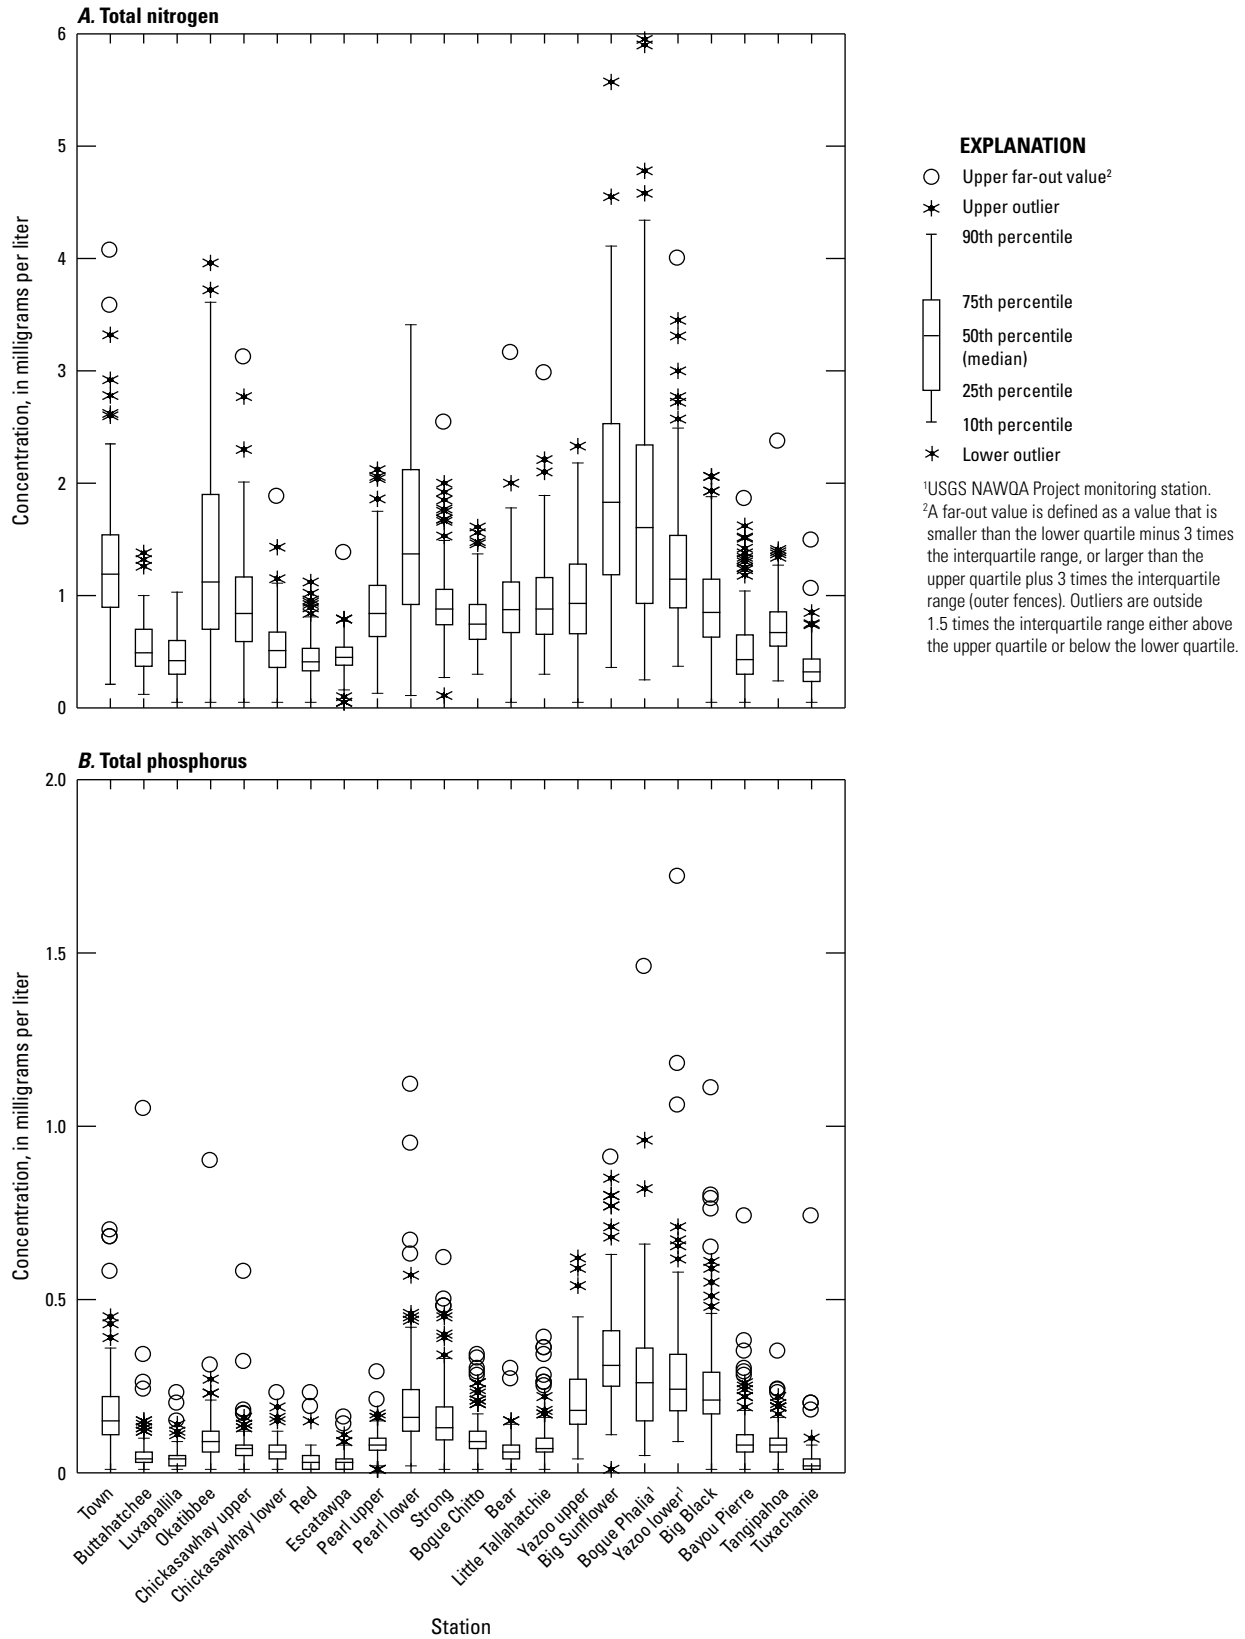 A. Total nitrogen
6
5
4
3
2
1
0
Concentration, in milligrams per liter
EXPLANATION
Upper far-out value²
Upper outlier
90th percentile
75th percentile
50th percentile
(median)
25th percentile
10th percentile
Lower outlier
¹USGS NAWQA Project monitoring station.
²A far-out value is defined as a value that is
smaller than the lower quartile minus 3 times
the interquartile range, or larger than the
upper quartile plus 3 times the interquartile
range (outer fences). Outliers are outside
1.5 times the interquartile range either above
the upper quartile or below the lower quartile.
B. Total phosphorus
2.0
1.5
1.0
0.5
0
Concentration, in milligrams per liter
Town
Buttahatchee
Luxapallila
Okatibbee
Chickasawhay upper
Chickasawhay lower
Red
Escatawpa
Pearl upper
Pearl lower
Strong
Bogue Chitto
Bear
Little Tallahatchie
Yazoo upper
Big Sunflower
Bogue Phalia¹
Yazoo lower¹
Big Black
Bayou Pierre
Tangipahoa
Tuxachanie
Station